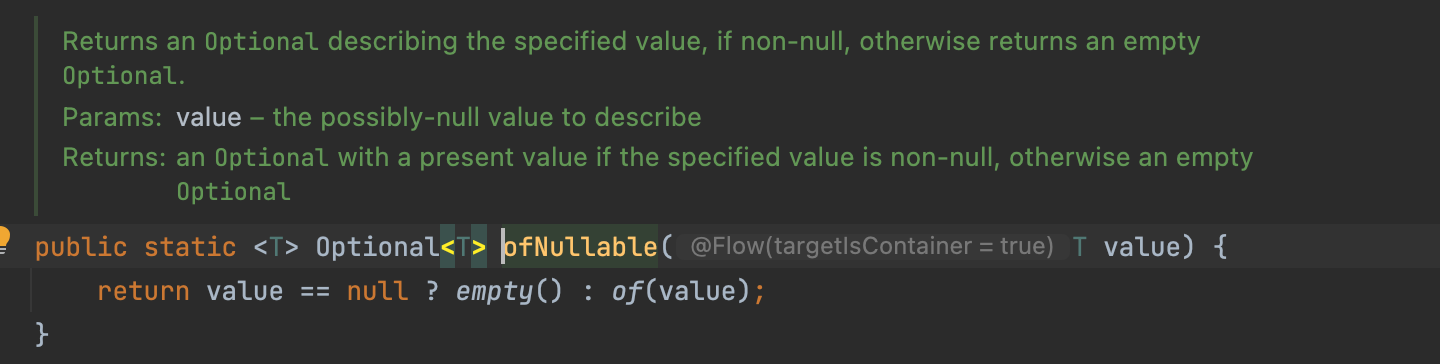 Returns an Optional describing the specified value, if non-null, otherwise returns an empty
Optional.
Params: value – the possibly-null value to describe
Returns: an Optional with a present value if the specified value is non-null, otherwise an empty
Optional
public static <T> Optional<T> ofNullable( @Flow(targetIsContainer = true) T value) {
return value == null ? empty() : of(value);
}